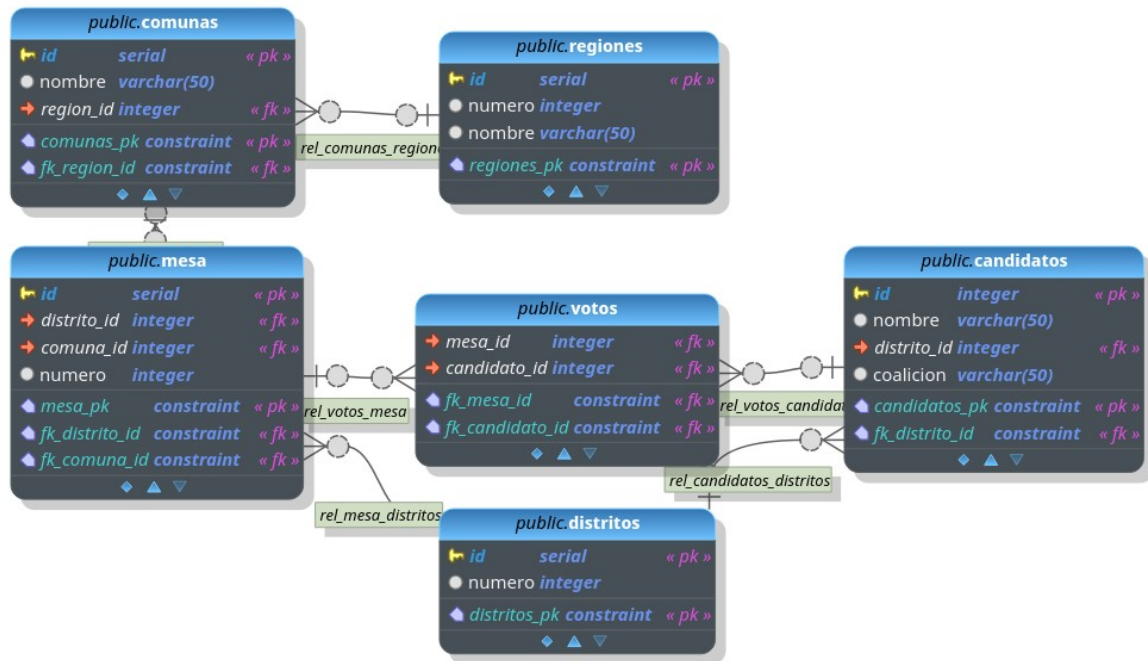 public.comunas
id serial « pk »
nombre varchar(50)
region_id integer « fk »
comunas_pk constraint « pk »
fk_region_id constraint « fk »
public.regiones
id serial « pk »
numero integer
nombre varchar(50)
regiones_pk constraint « pk »
rel_comunas_regione
public.mesa
id serial « pk »
distrito_id integer « fk »
comuna_id integer « fk »
numero integer
mesa_pk constraint « pk »
fk_distrito_id constraint « fk »
fk_comuna_id constraint « fk »
public.votos
mesa_id integer « fk »
candidato_id integer « fk »
fk_mesa_id constraint « fk »
fk_candidato_id constraint « fk »
public.candidatos
id integer « pk »
nombre varchar(50)
distrito_id integer « fk »
coalicion varchar(50)
candidatos_pk constraint « pk »
fk_distrito_id constraint « fk »
rel_votos_mesa
rel_votos_candidat
rel_candidatos_distritos
rel_mesa_distritos
public.distritos
id serial « pk »
numero integer
distritos_pk constraint « pk »